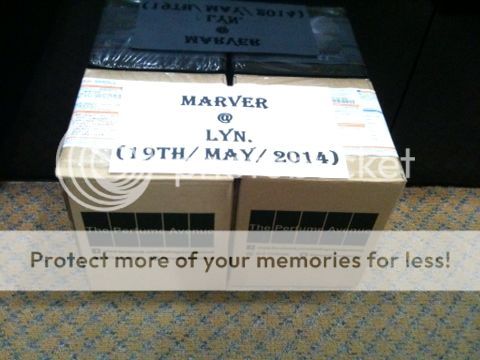 (19TH/ MAY/ 2014)
LYN.
@
MARVER
MARVER
@
LYN.
(19TH/ MAY/ 2014)
photobucket
The Perfume Avenue
The Perfume Avenue
Protect more of your memories for less!